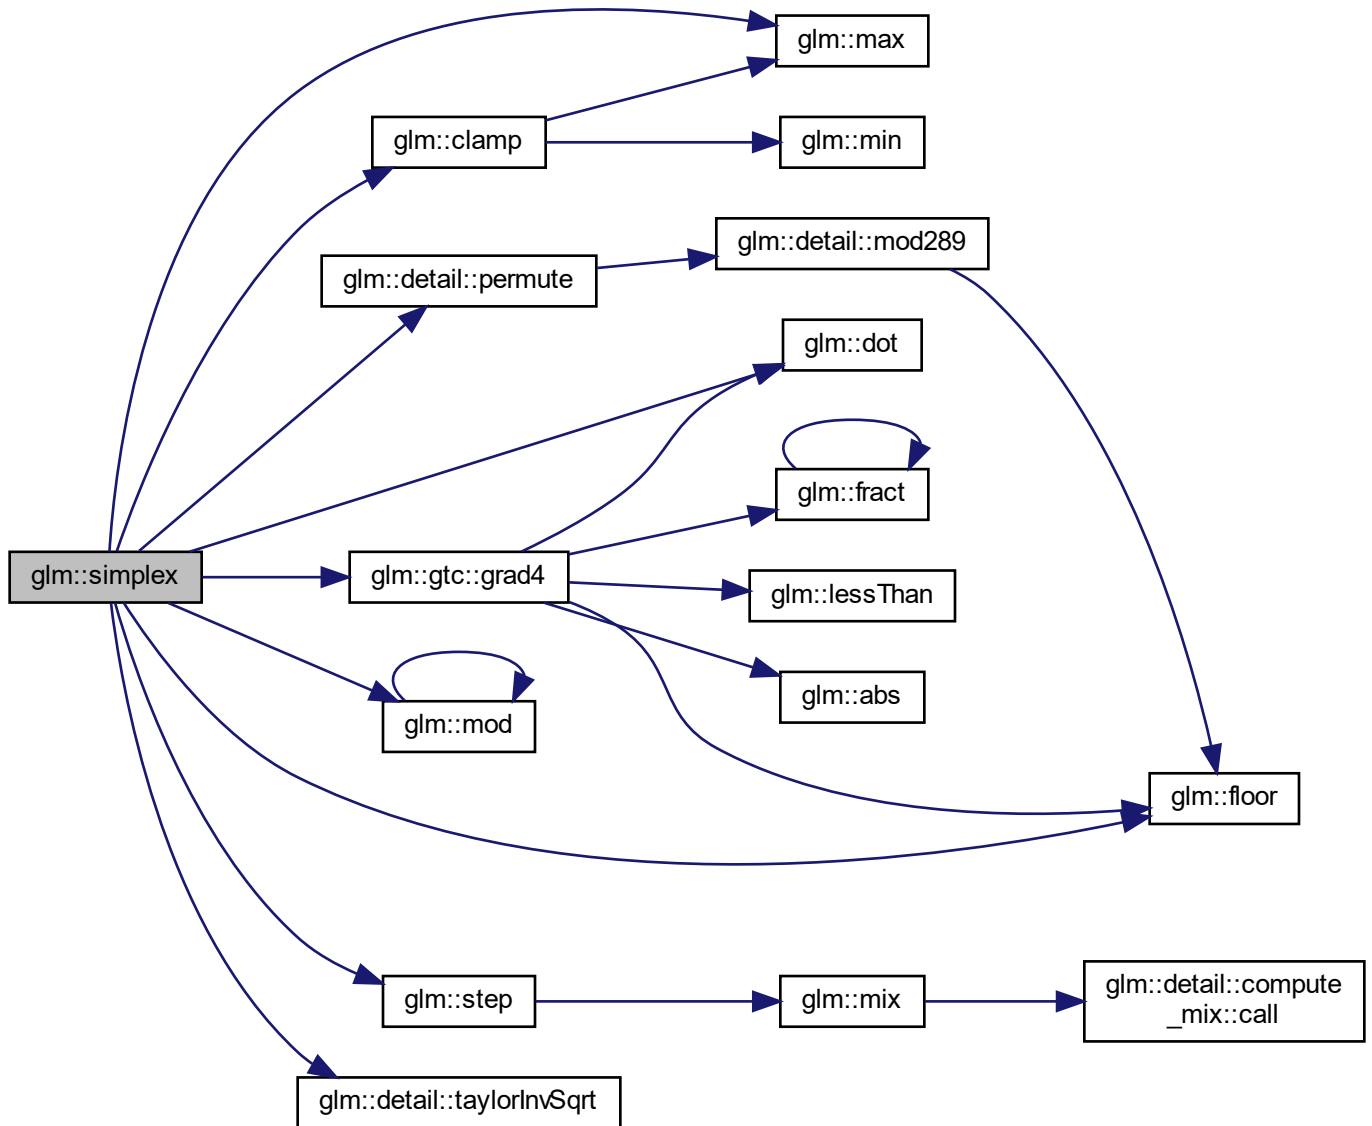 glm::max
glm::clamp
glm::min
glm::detail::mod289
glm::detail::permute
glm::dot
glm::fract
glm::simplex
glm::gtc::grad4
glm::lessThan
glm::abs
glm::mod
glm::floor
glm::step
glm::mix
glm::detail::compute
_mix::call
glm::detail::taylorInvSqrt